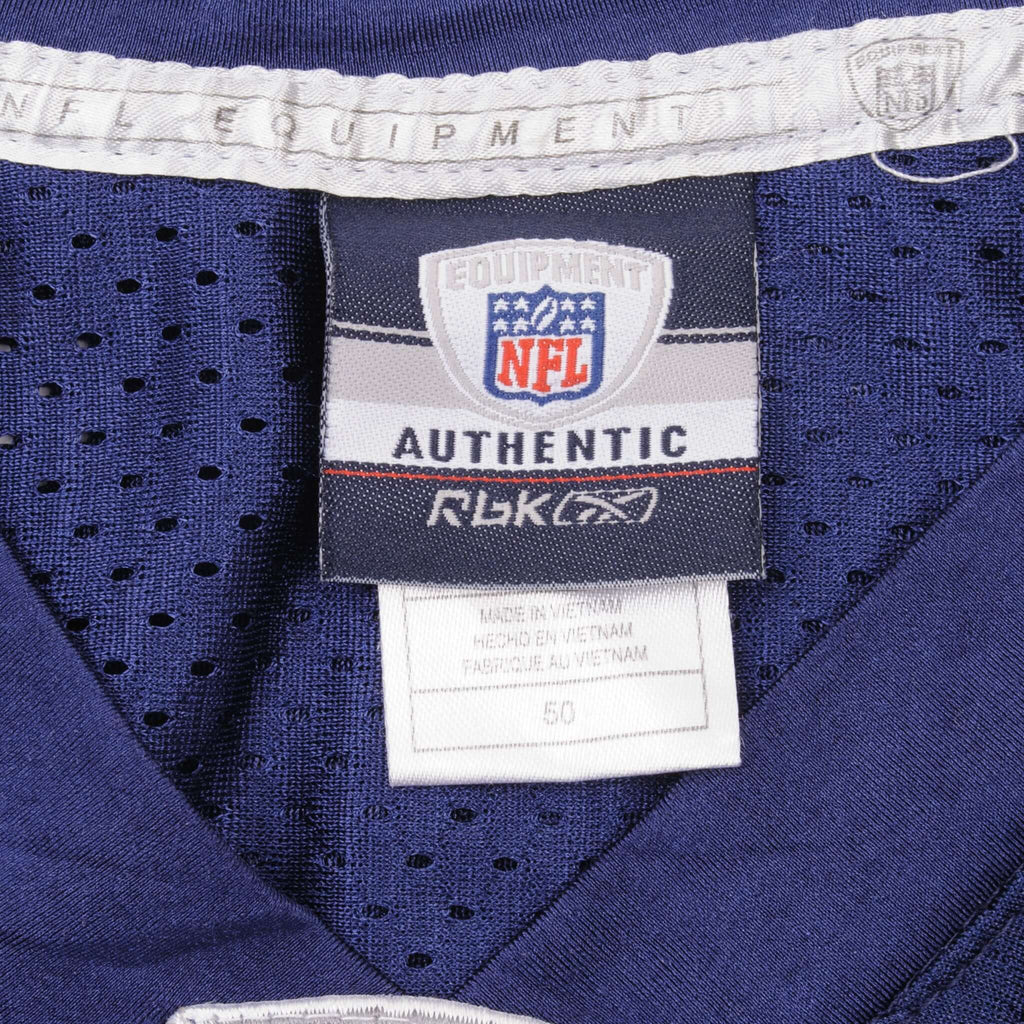 NFL EQUIPMENT
EQUIPMENT
NFL
EQUIPMENT
NFL
AUTHENTIC
RBK
MADE IN VIETNAM
HECHO EN VIETNAM
FABRIQUE AU VIETNAM
50